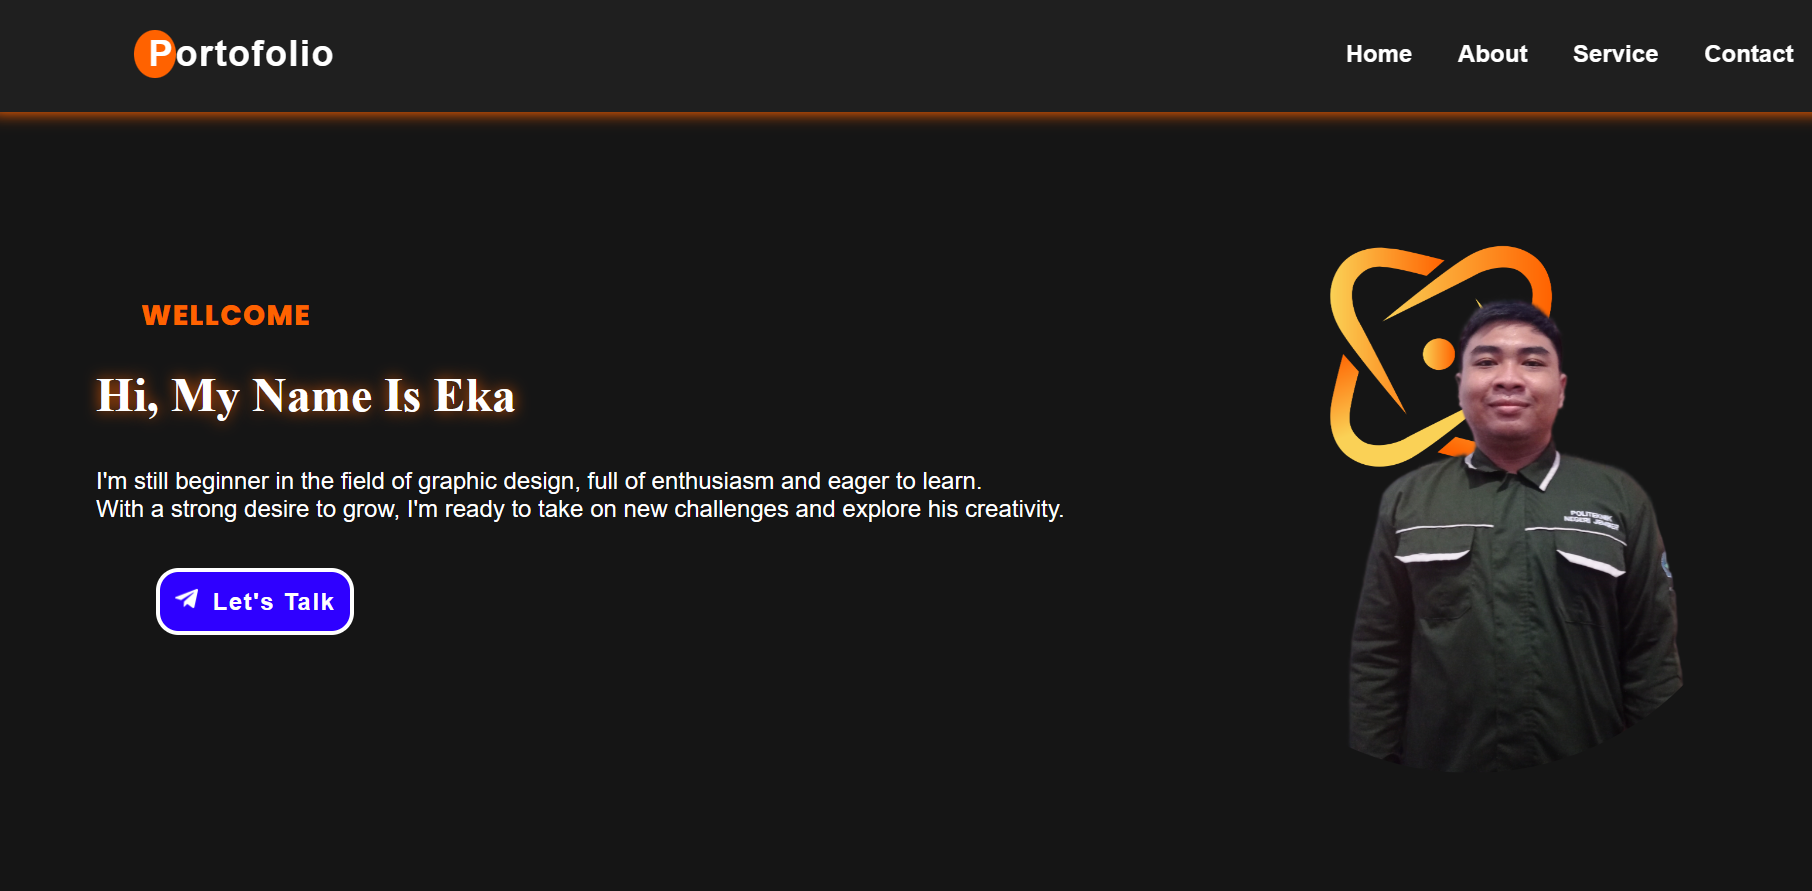 Portofolio
Home About Service Contact
WELLCOME
Hi, My Name Is Eka
I'm still beginner in the field of graphic design, full of enthusiasm and eager to learn.
With a strong desire to grow, I'm ready to take on new challenges and explore his creativity.
POLITEKNIK
NEGERI JEMBER
Let's Talk